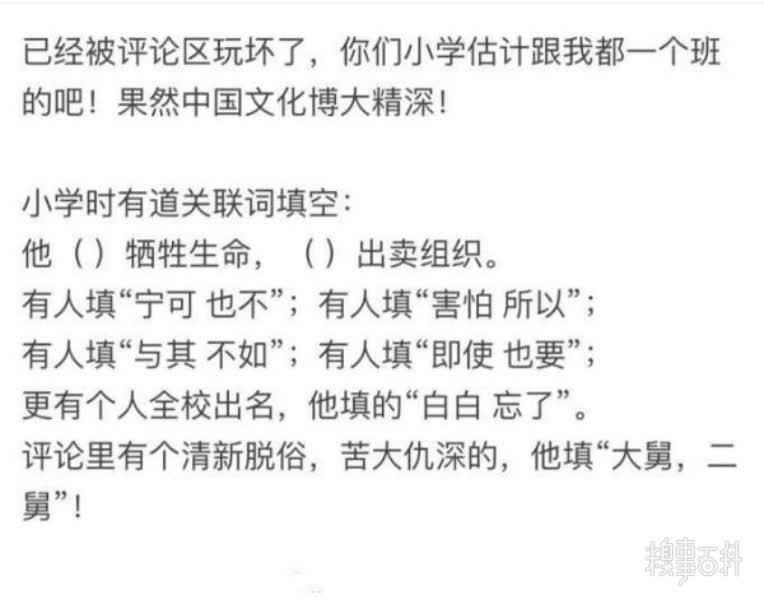 已经被评论区玩坏了，你们小学估计跟我都一个班
的吧！果然中国文化博大精深！
小学时有道关联词填空：
他（ ）牺牲生命，（ ）出卖组织。
有人填“宁可 也不”；有人填“害怕 所以”；
有人填“与其 不如”；有人填“即使 也要”；
更有个人全校出名，他填的“白白 忘了”。
评论里有个清新脱俗，苦大仇深的，他填“大舅，二
舅”！
糗事百科